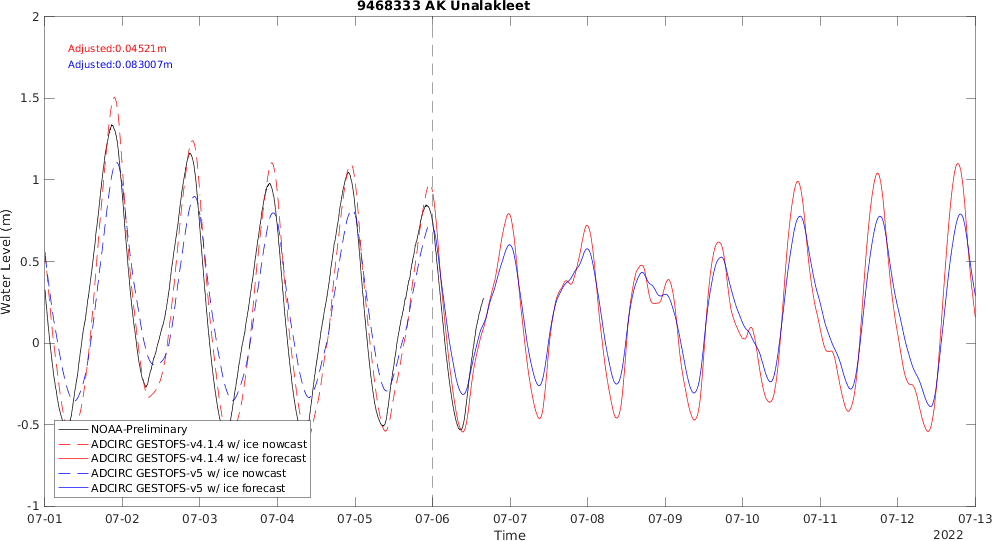 9468333 AK Unalakleet
Adjusted:0.04521m
Adjusted:0.083007m
Water Level (m)
2
1.5
1
0.5
0
-0.5
-1
NOAA-Preliminary
ADCIRC GESTOFS-v4.1.4 w/ ice nowcast
ADCIRC GESTOFS-v4.1.4 w/ ice forecast
ADCIRC GESTOFS-v5 w/ ice nowcast
ADCIRC GESTOFS-v5 w/ ice forecast
07-01 07-02 07-03 07-04 07-05 07-06 07-07 07-08 07-09 07-10 07-11 07-12 07-13
Time
2022